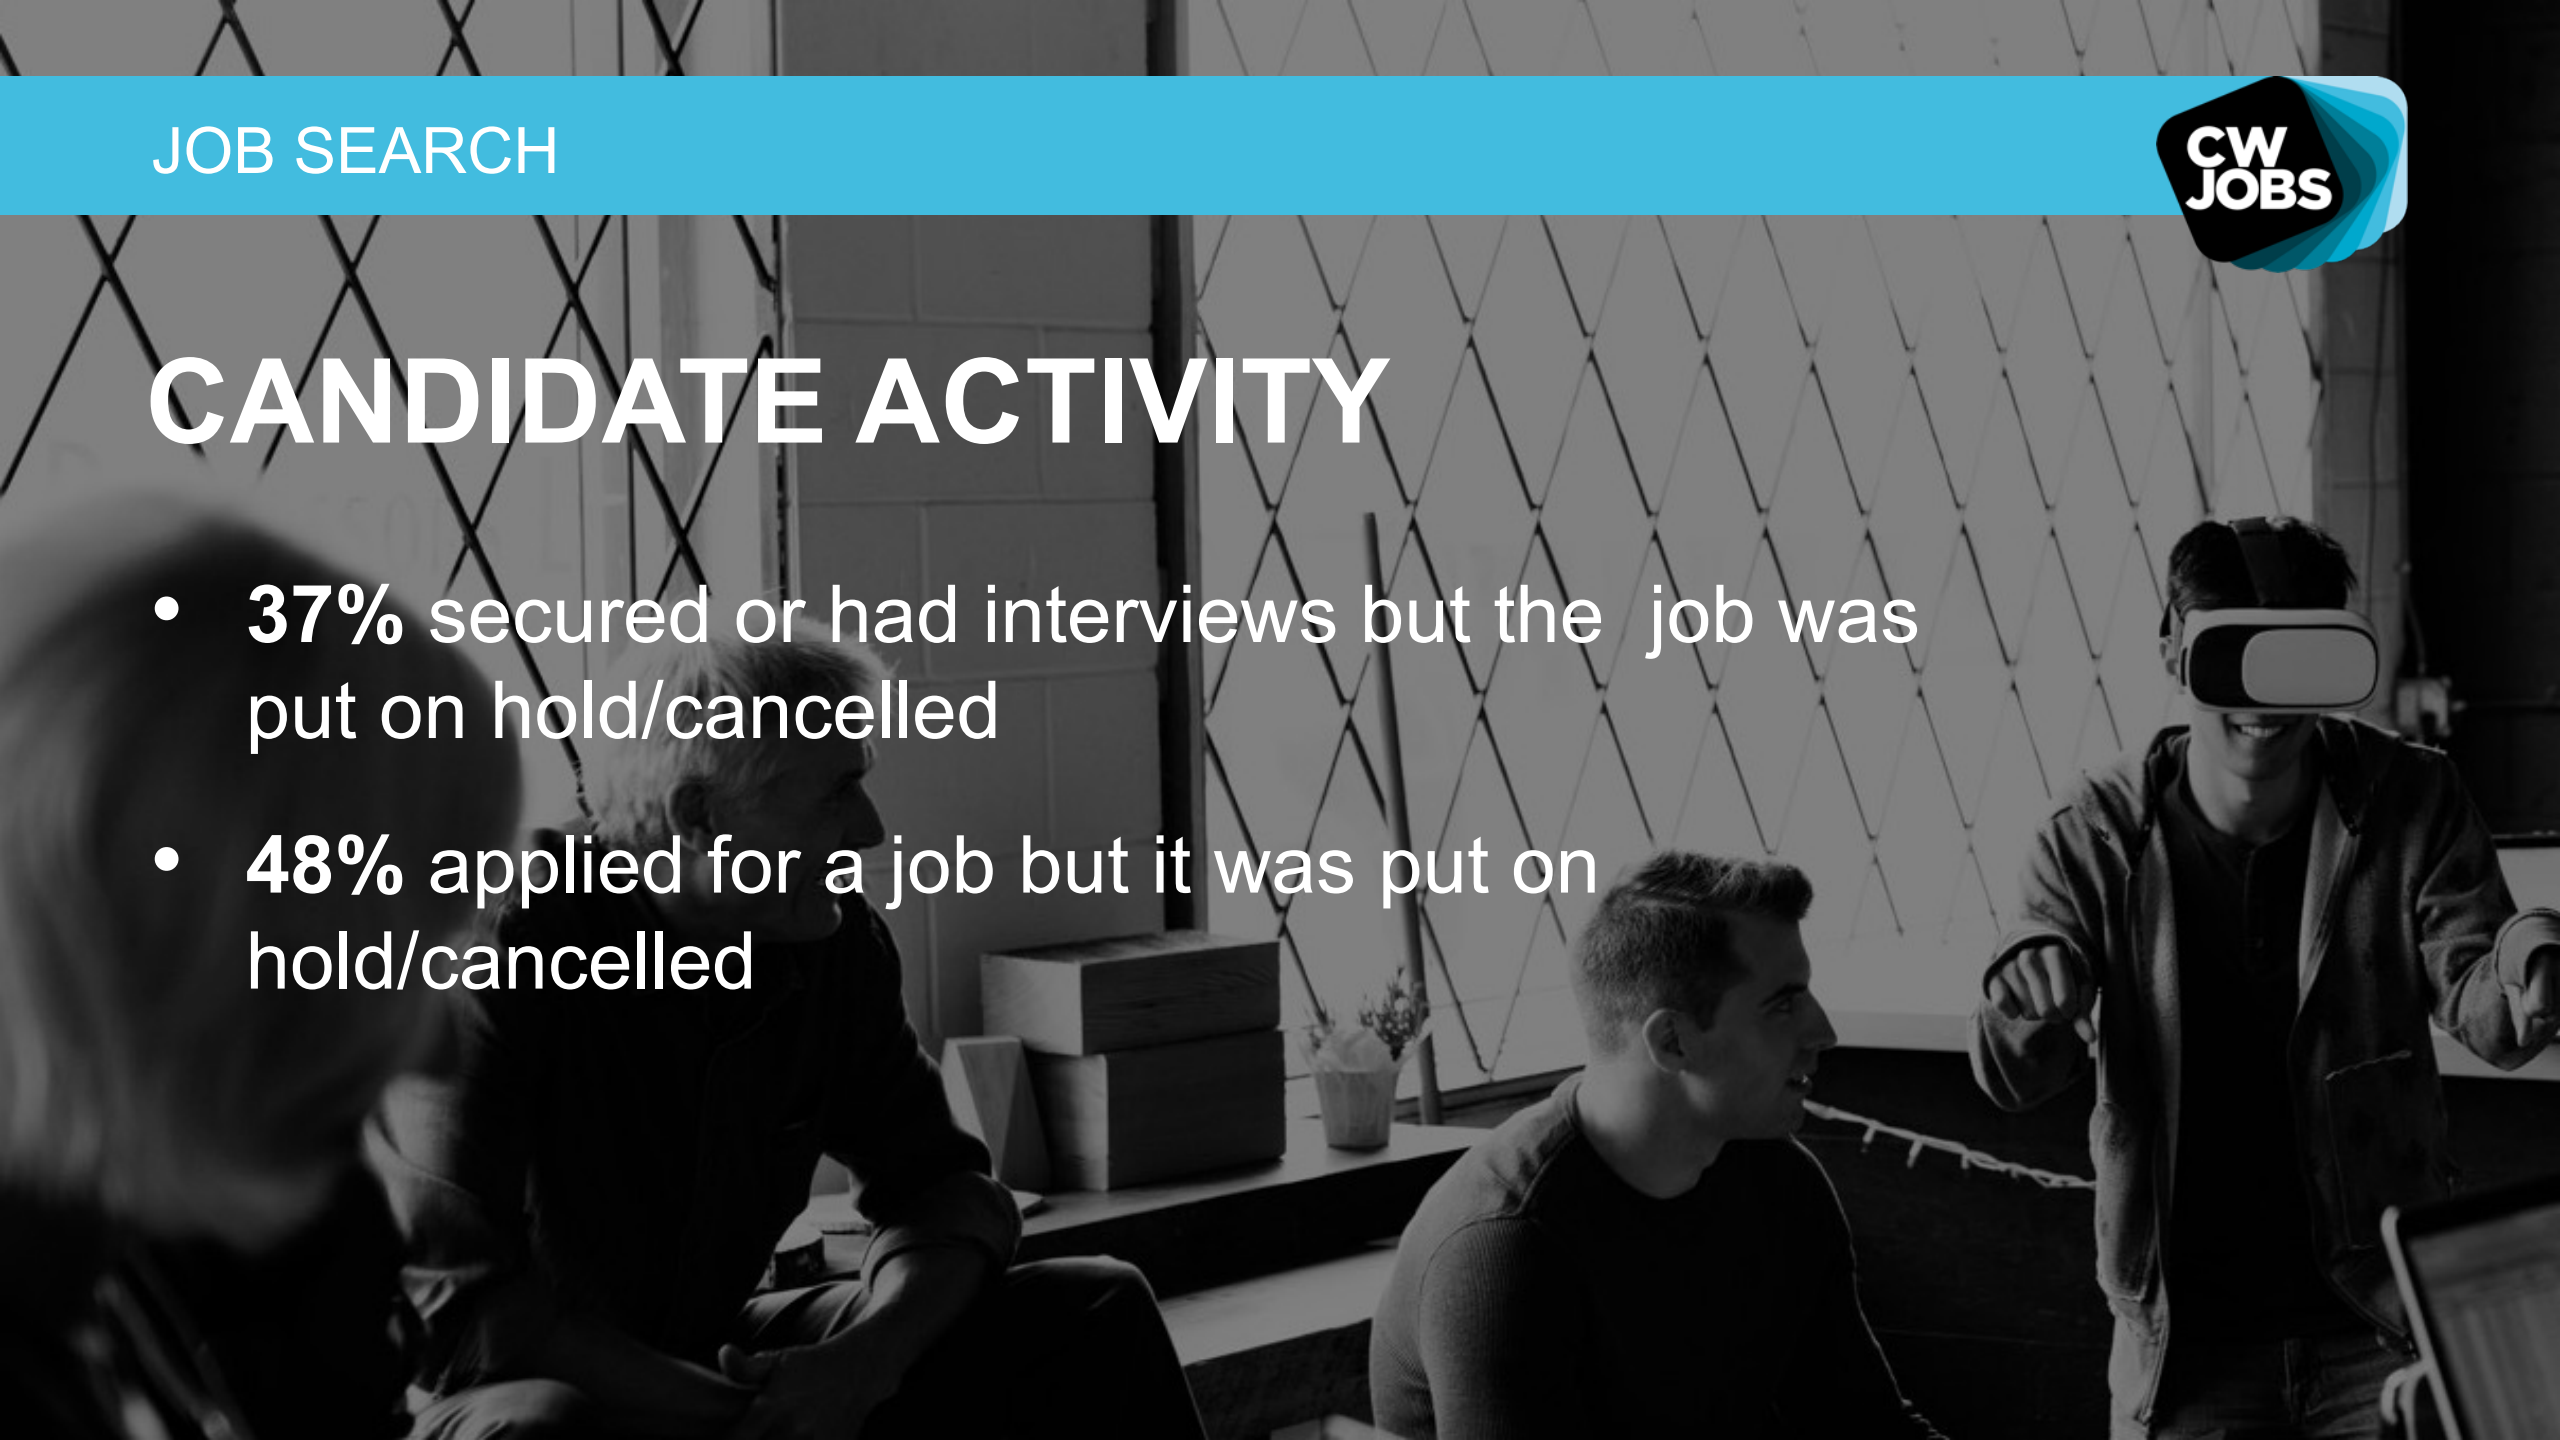 JOB SEARCH
CW
JOBS
CANDIDATE ACTIVITY
• 37% secured or had interviews but the  job was
put on hold/cancelled
• 48% applied for a job but it was put on
hold/cancelled